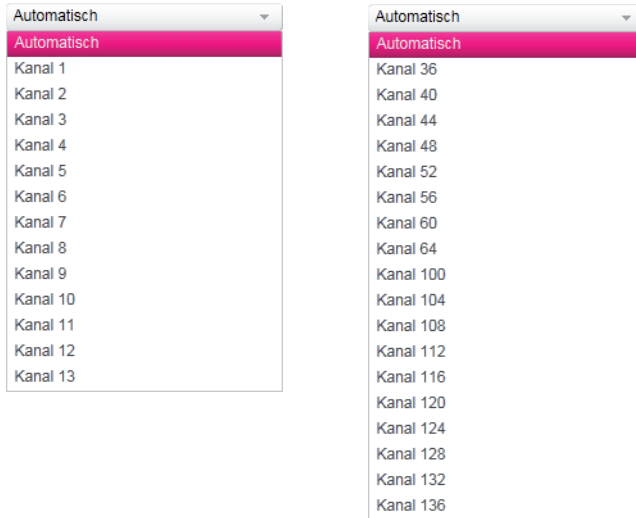 Automatisch
Automatisch
Kanal 1
Kanal 2
Kanal 3
Kanal 4
Kanal 5
Kanal 6
Kanal 7
Kanal 8
Kanal 9
Kanal 10
Kanal 11
Kanal 12
Kanal 13
Automatisch
Automatisch
Kanal 36
Kanal 40
Kanal 44
Kanal 48
Kanal 52
Kanal 56
Kanal 60
Kanal 64
Kanal 100
Kanal 104
Kanal 108
Kanal 112
Kanal 116
Kanal 120
Kanal 124
Kanal 128
Kanal 132
Kanal 136